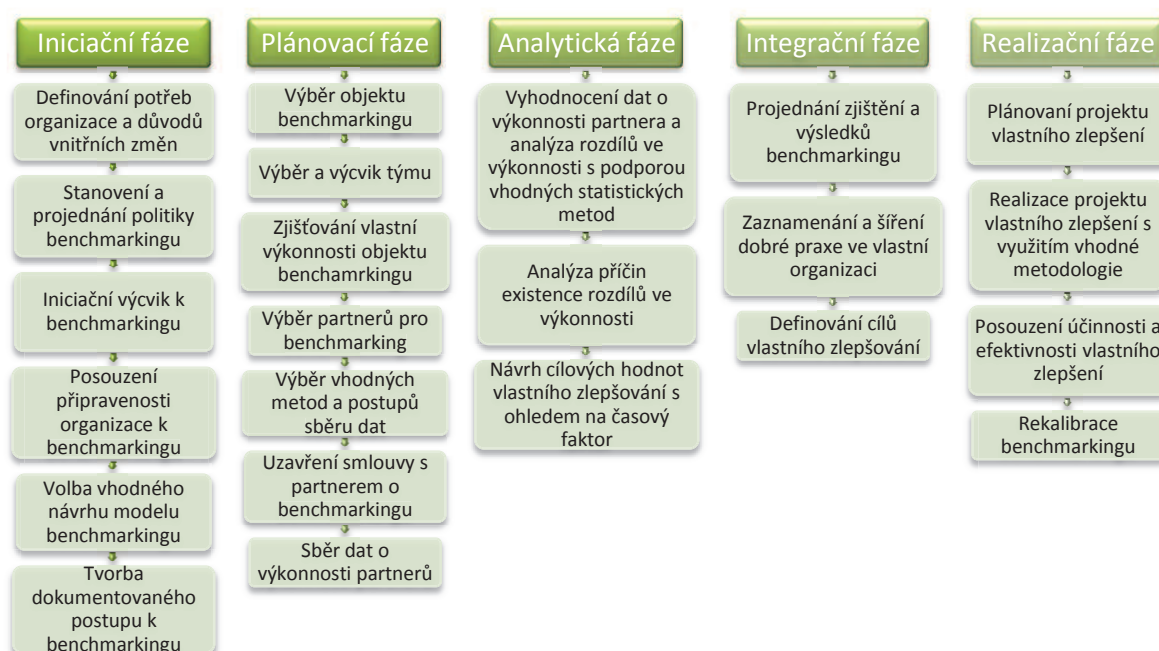 Iniciační fáze
Definování potřeb
organizace a důvodů
vnitřních změn
Stanovení a
projednání politiky
benchmarkingu
Iniciační výcvik k
benchmarkingu
Posouzení
připravenosti
organizace k
benchmarkingu
Volba vhodného
návrhu modelu
benchmarkingu
Tvorba
dokumentovaného
postupu k
benchmarkingu
Plánovací fáze
Výběr objektu
benchmarkingu
Výběr a výcvik týmu
Zjišťování vlastní
výkonnosti objektu
benchamrkingu
Výběr partnerů pro
benchmarking
Výběr vhodných
metod a postupů
sběru dat
Uzavření smlouvy s
partnerem o
benchmarkingu
Sběr dat o
výkonnosti partnerů
Analytická fáze
Vyhodnocení dat o
výkonnosti partnera a
analýza rozdílů ve
výkonnosti s podporou
vhodných statistických
metod
Analýza příčin
existence rozdílů ve
výkonnosti
Návrh cílových hodnot
vlastního zlepšování s
ohledem na časový
faktor
Integrační fáze
Projednání zjištění a
výsledků
benchmarkingu
Zaznamenání a šíření
dobré praxe ve vlastní
organizaci
Definování cílů
vlastního zlepšování
Realizační fáze
Plánovaní projektu
vlastního zlepšení
Realizace projektu
vlastního zlepšení s
využitím vhodné
metodologie
Posouzení účinnosti a
efektivnosti vlastního
zlepšení
Rekalibrace
benchmarkingu